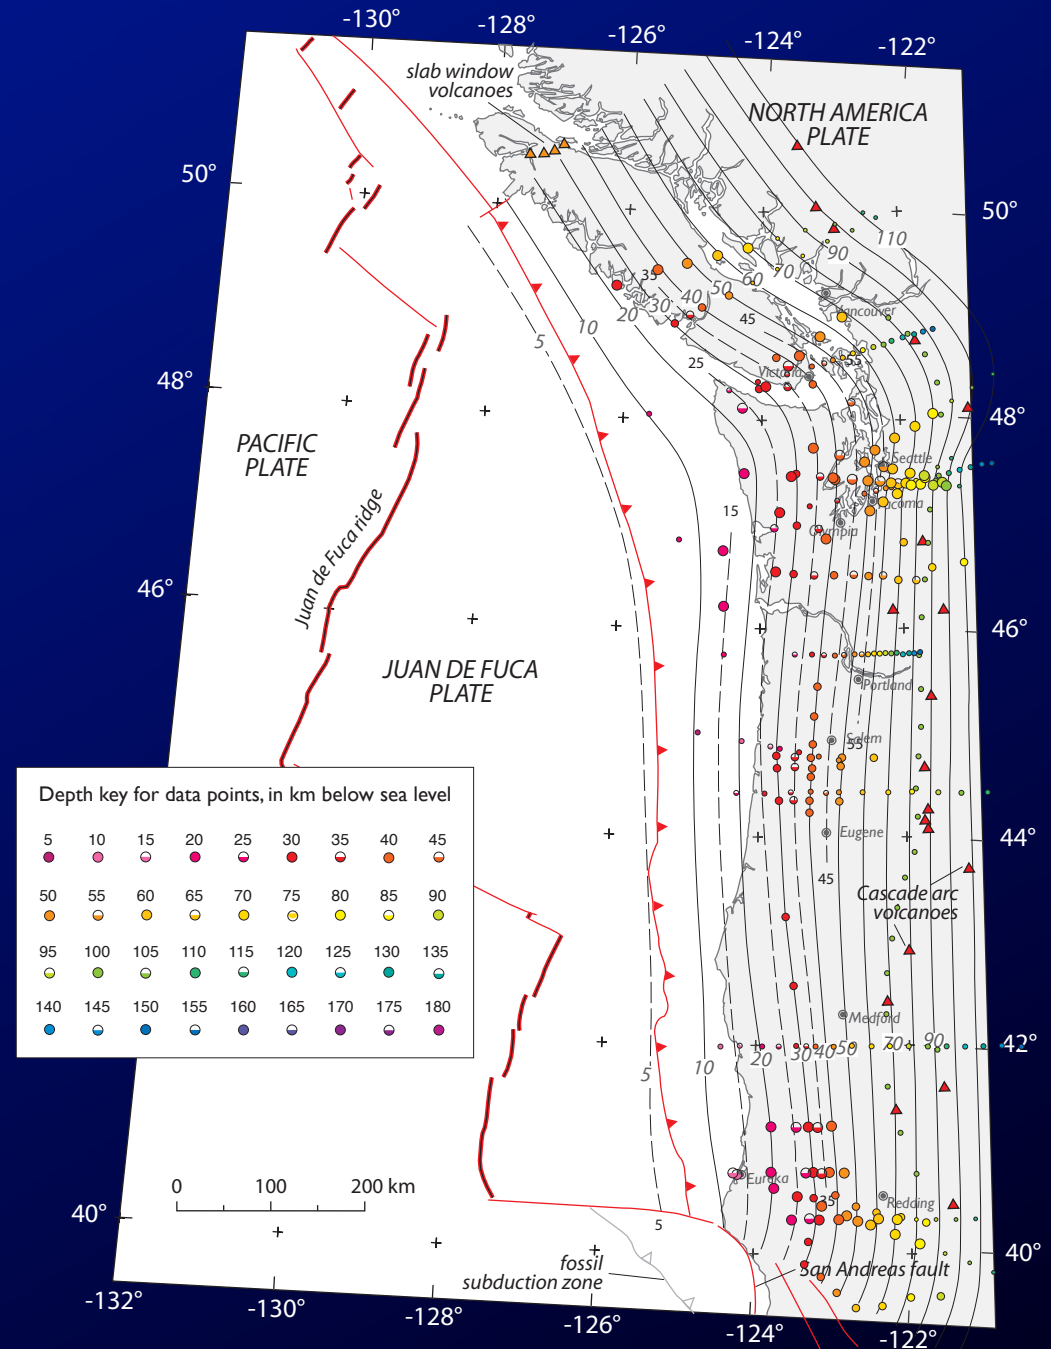 -130°
-128°
-126°
-124°
-122°
slab window
volcanoes
NORTH AMERICA
PLATE
50°
50°
110
90
70
60
50
40
30
20
10
5
35
45
25
Vancouver
Victoria
6
55
48°
48°
PACIFIC
PLATE
Seattle
Tacoma
Olympia
15
Juan de Fuca ridge
46°
46°
JUAN DE FUCA
PLATE
Portland
Salem
55
Eugene
44°
45
Cascade arc
volcanoes
Medford
42°
5
10
20
30
40
50
70
90
Depth key for data points, in km below sea level
5 10 15 20 25 30 35 40 45
50 55 60 65 70 75 80 85 90
95 100 105 110 115 120 125 130 135
140 145 150 155 160 165 170 175 180
Eureka
Redding
35
0 100 200 km
40°
40°
5
fossil
subduction zone
San Andreas fault
-132°
-130°
-128°
-126°
-124°
-122°